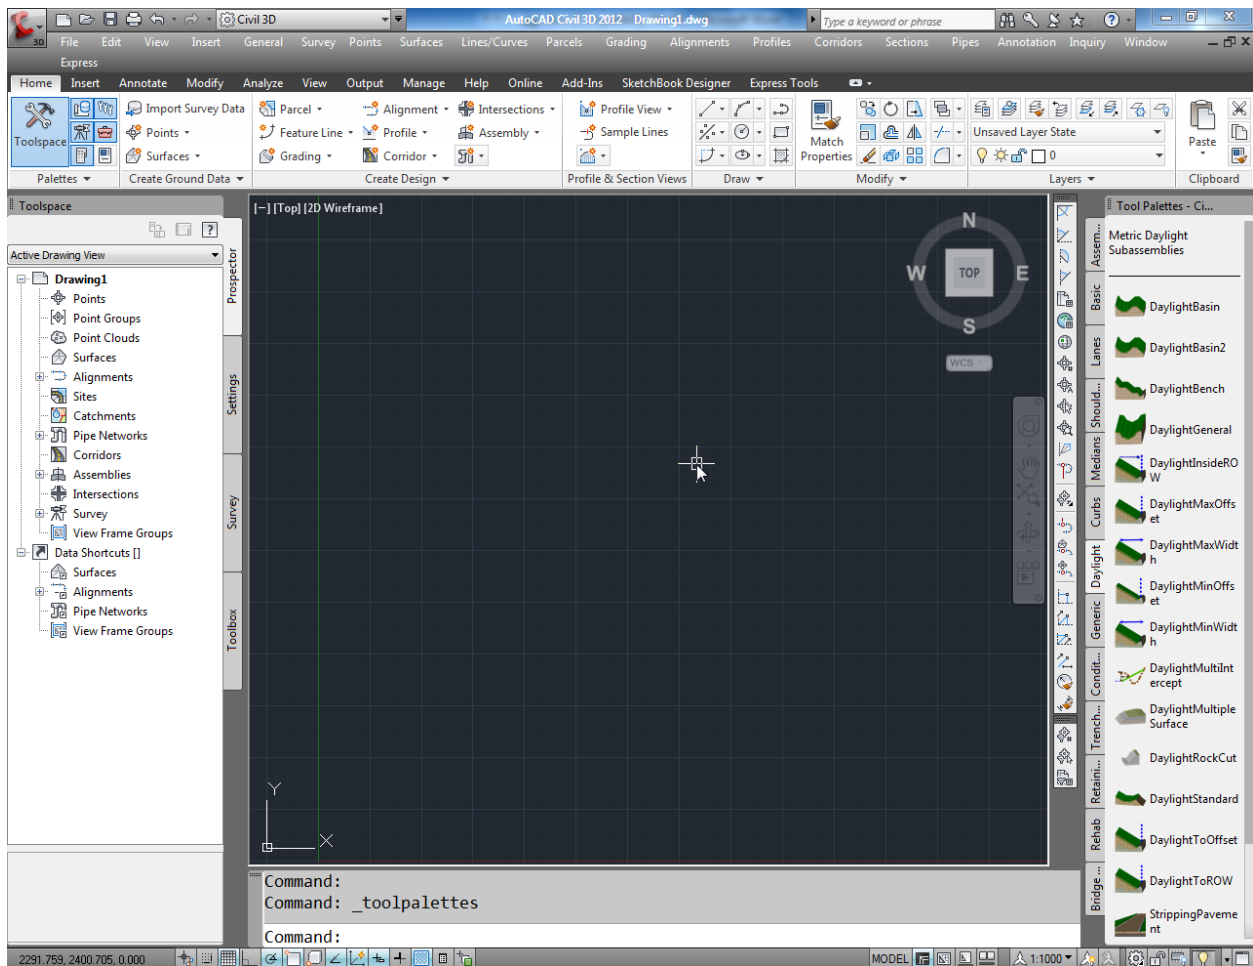 Civil 3D
AutoCAD Civil 3D 2012 Drawing1.dwg
Type a keyword or phrase
3D
File Edit View Insert General Survey Points Surfaces Lines/Curves Parcels Grading Alignments Profiles Corridors Sections Pipes Annotation Inquiry Window
Express
Home Insert Annotate Modify Analyze View Output Manage Help Online Add-Ins SketchBook Designer Express Tools
Toolspace
Import Survey Data
Points
Surfaces
Parcel
Feature Line
Grading
Alignment
Profile
Corridor
Intersections
Assembly
Profile View
Sample Lines
Match
Properties
Unsaved Layer State
0
Paste
Palettes
Create Ground Data
Create Design
Profile & Section Views
Draw
Modify
Layers
Clipboard
Toolspace
Active Drawing View
Drawing1
Points
Point Groups
Point Clouds
Surfaces
Alignments
Sites
Catchments
Pipe Networks
Corridors
Assemblies
Intersections
Survey
View Frame Groups
Data Shortcuts []
Surfaces
Alignments
Pipe Networks
View Frame Groups
Prospector
Settings
Survey
Toolbox
[−] [Top] [2D Wireframe]
N
W
TOP
E
S
WCS
Y
X
Command:
Command: _toolpalettes
Command:
Tool Palettes - Ci...
Assem...
Basic
Lanes
Should...
Medians
Curbs
Daylight
Generic
Condit...
Trench...
Retaini...
Rehab
Bridge ...
Metric Daylight
Subassemblies
DaylightBasin
DaylightBasin2
DaylightBench
DaylightGeneral
DaylightInsideRO
W
DaylightMaxOffs
et
DaylightMaxWidt
h
DaylightMinOffs
et
DaylightMinWidt
h
DaylightMultiInt
ercept
DaylightMultiple
Surface
DaylightRockCut
DaylightStandard
DaylightToOffset
DaylightToROW
StrippingPaveme
nt
2291.759, 2400.705, 0.000
MODEL
1:1000